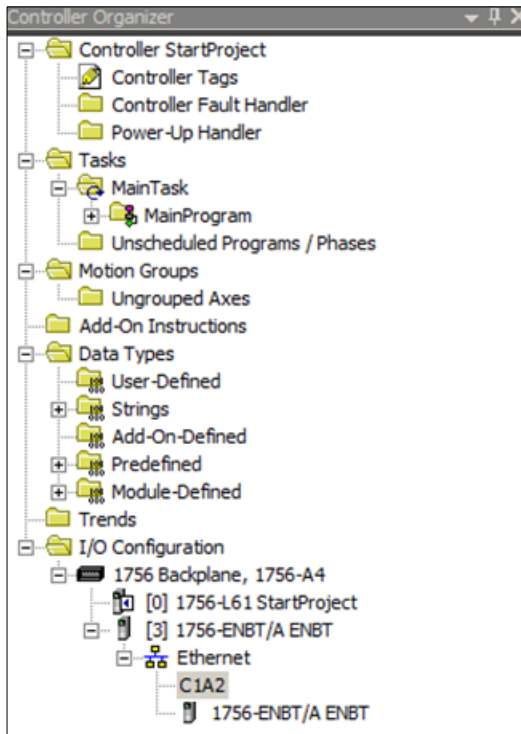 Controller Organizer
Controller StartProject
Controller Tags
Controller Fault Handler
Power-Up Handler
Tasks
MainTask
MainProgram
Unscheduled Programs / Phases
Motion Groups
Ungrouped Axes
Add-On Instructions
Data Types
User-Defined
Strings
Add-On-Defined
Predefined
Module-Defined
Trends
I/O Configuration
1756 Backplane, 1756-A4
[0] 1756-L61 StartProject
[3] 1756-ENBT/A ENBT
Ethernet
C1A2
1756-ENBT/A ENBT